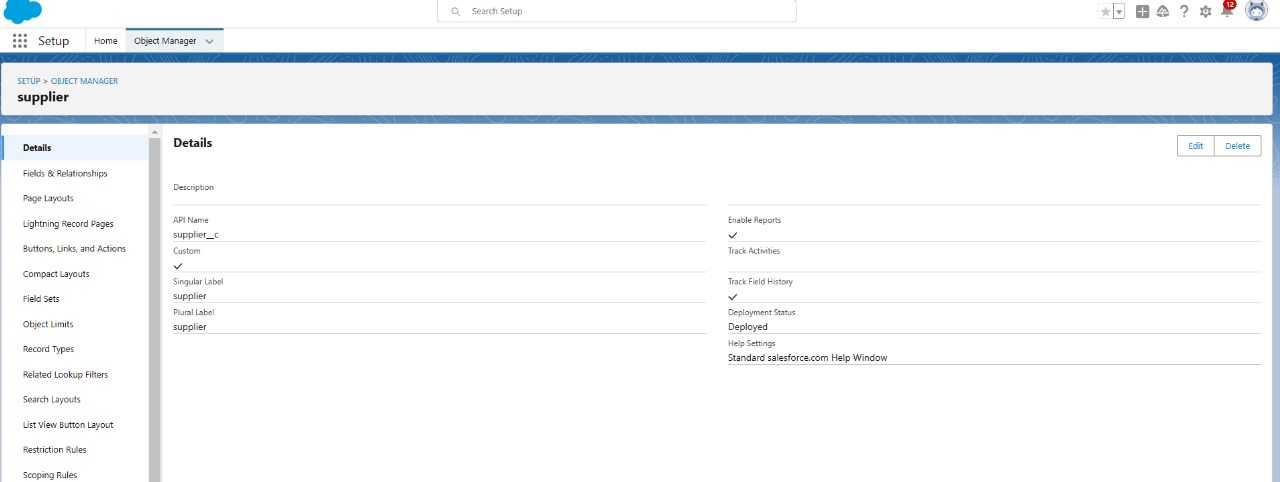 Search Setup
12
Setup
Home
Object Manager
SETUP > OBJECT MANAGER
supplier
Details
Fields & Relationships
Page Layouts
Lightning Record Pages
Buttons, Links, and Actions
Compact Layouts
Field Sets
Object Limits
Record Types
Related Lookup Filters
Search Layouts
List View Button Layout
Restriction Rules
Scoping Rules
Details
Edit
Delete
Description
API Name
supplier__c
Custom
Singular Label
supplier
Plural Label
supplier
Enable Reports
Track Activities
Track Field History
Deployment Status
Deployed
Help Settings
Standard salesforce.com Help Window